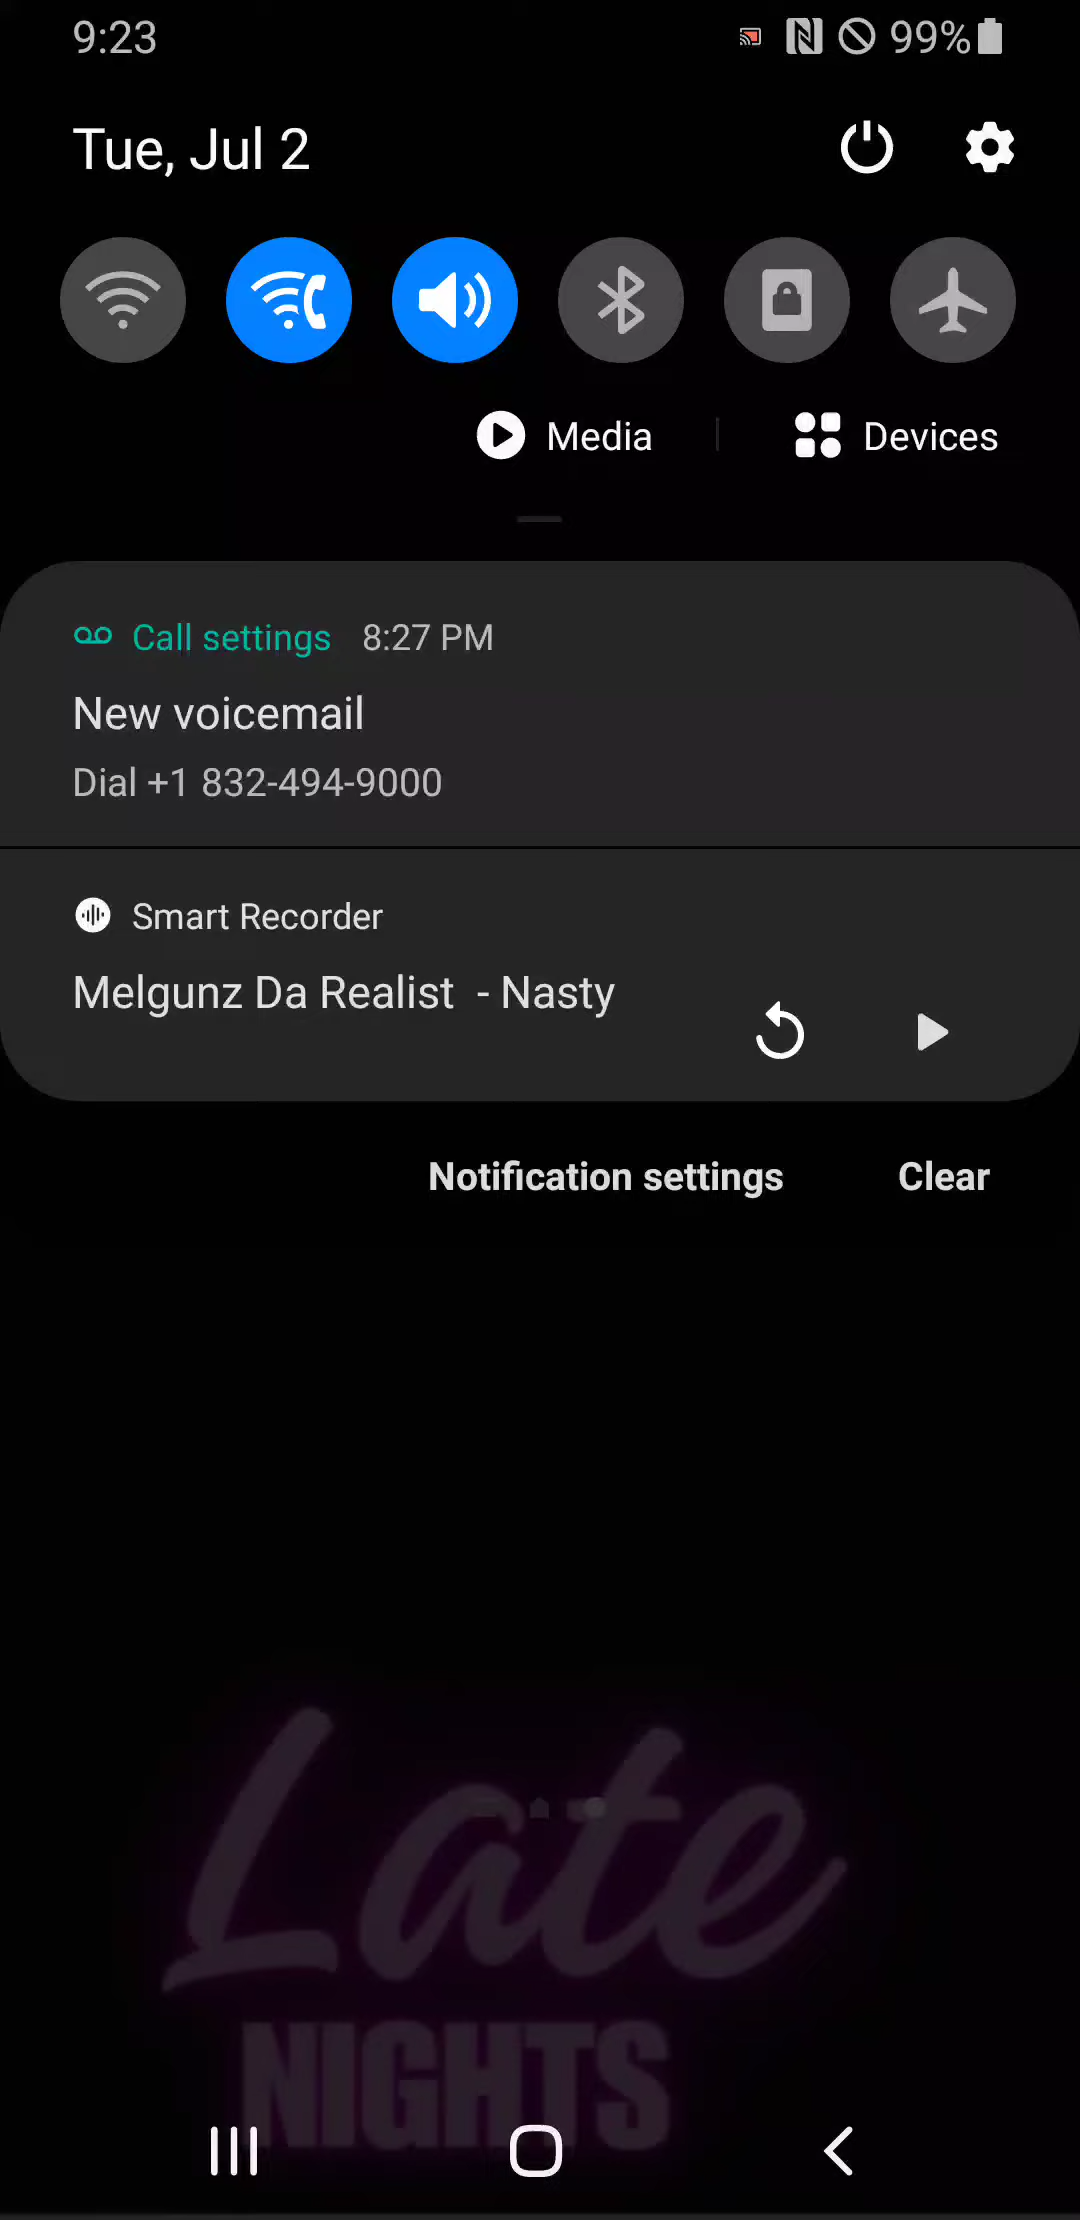 9:23 99%
Tue, Jul 2
Media Devices
Call settings 8:27 PM
New voicemail
Dial +1 832-494-9000
Smart Recorder
Melgunz Da Realist - Nasty
Notification settings Clear
Late
NIGHTS